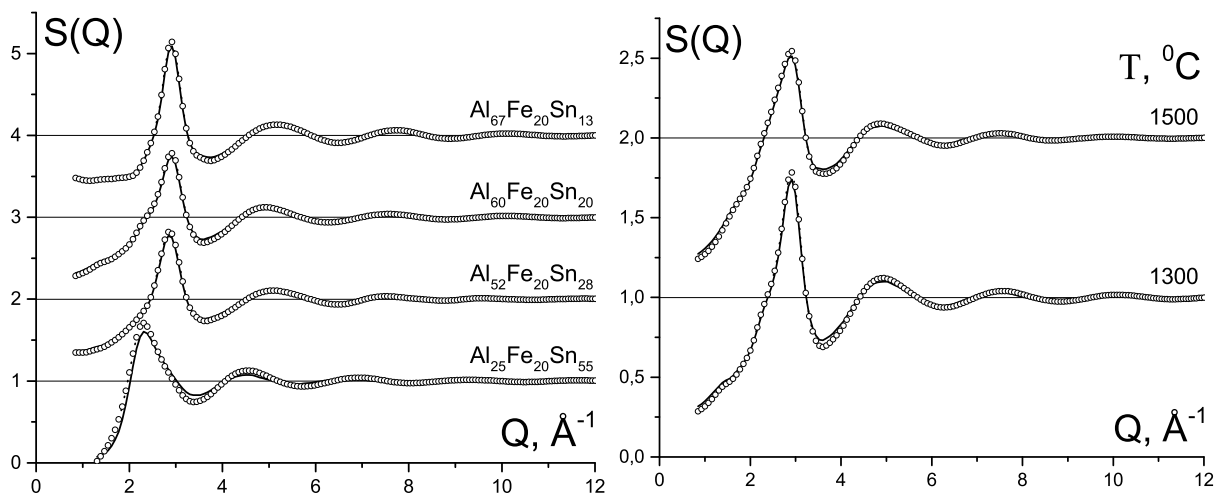 S(Q)
5
4
3
2
1
0
Al₆₇Fe₂₀Sn₁₃
Al₆₀Fe₂₀Sn₂₀
Al₅₂Fe₂₀Sn₂₈
Al₂₅Fe₂₀Sn₅₅
Q, Å⁻¹
0 2 4 6 8 10 12
S(Q)
2,5
2,0
1,5
1,0
0,5
0,0
T, ⁰C
1500
1300
Q, Å⁻¹
0 2 4 6 8 10 12